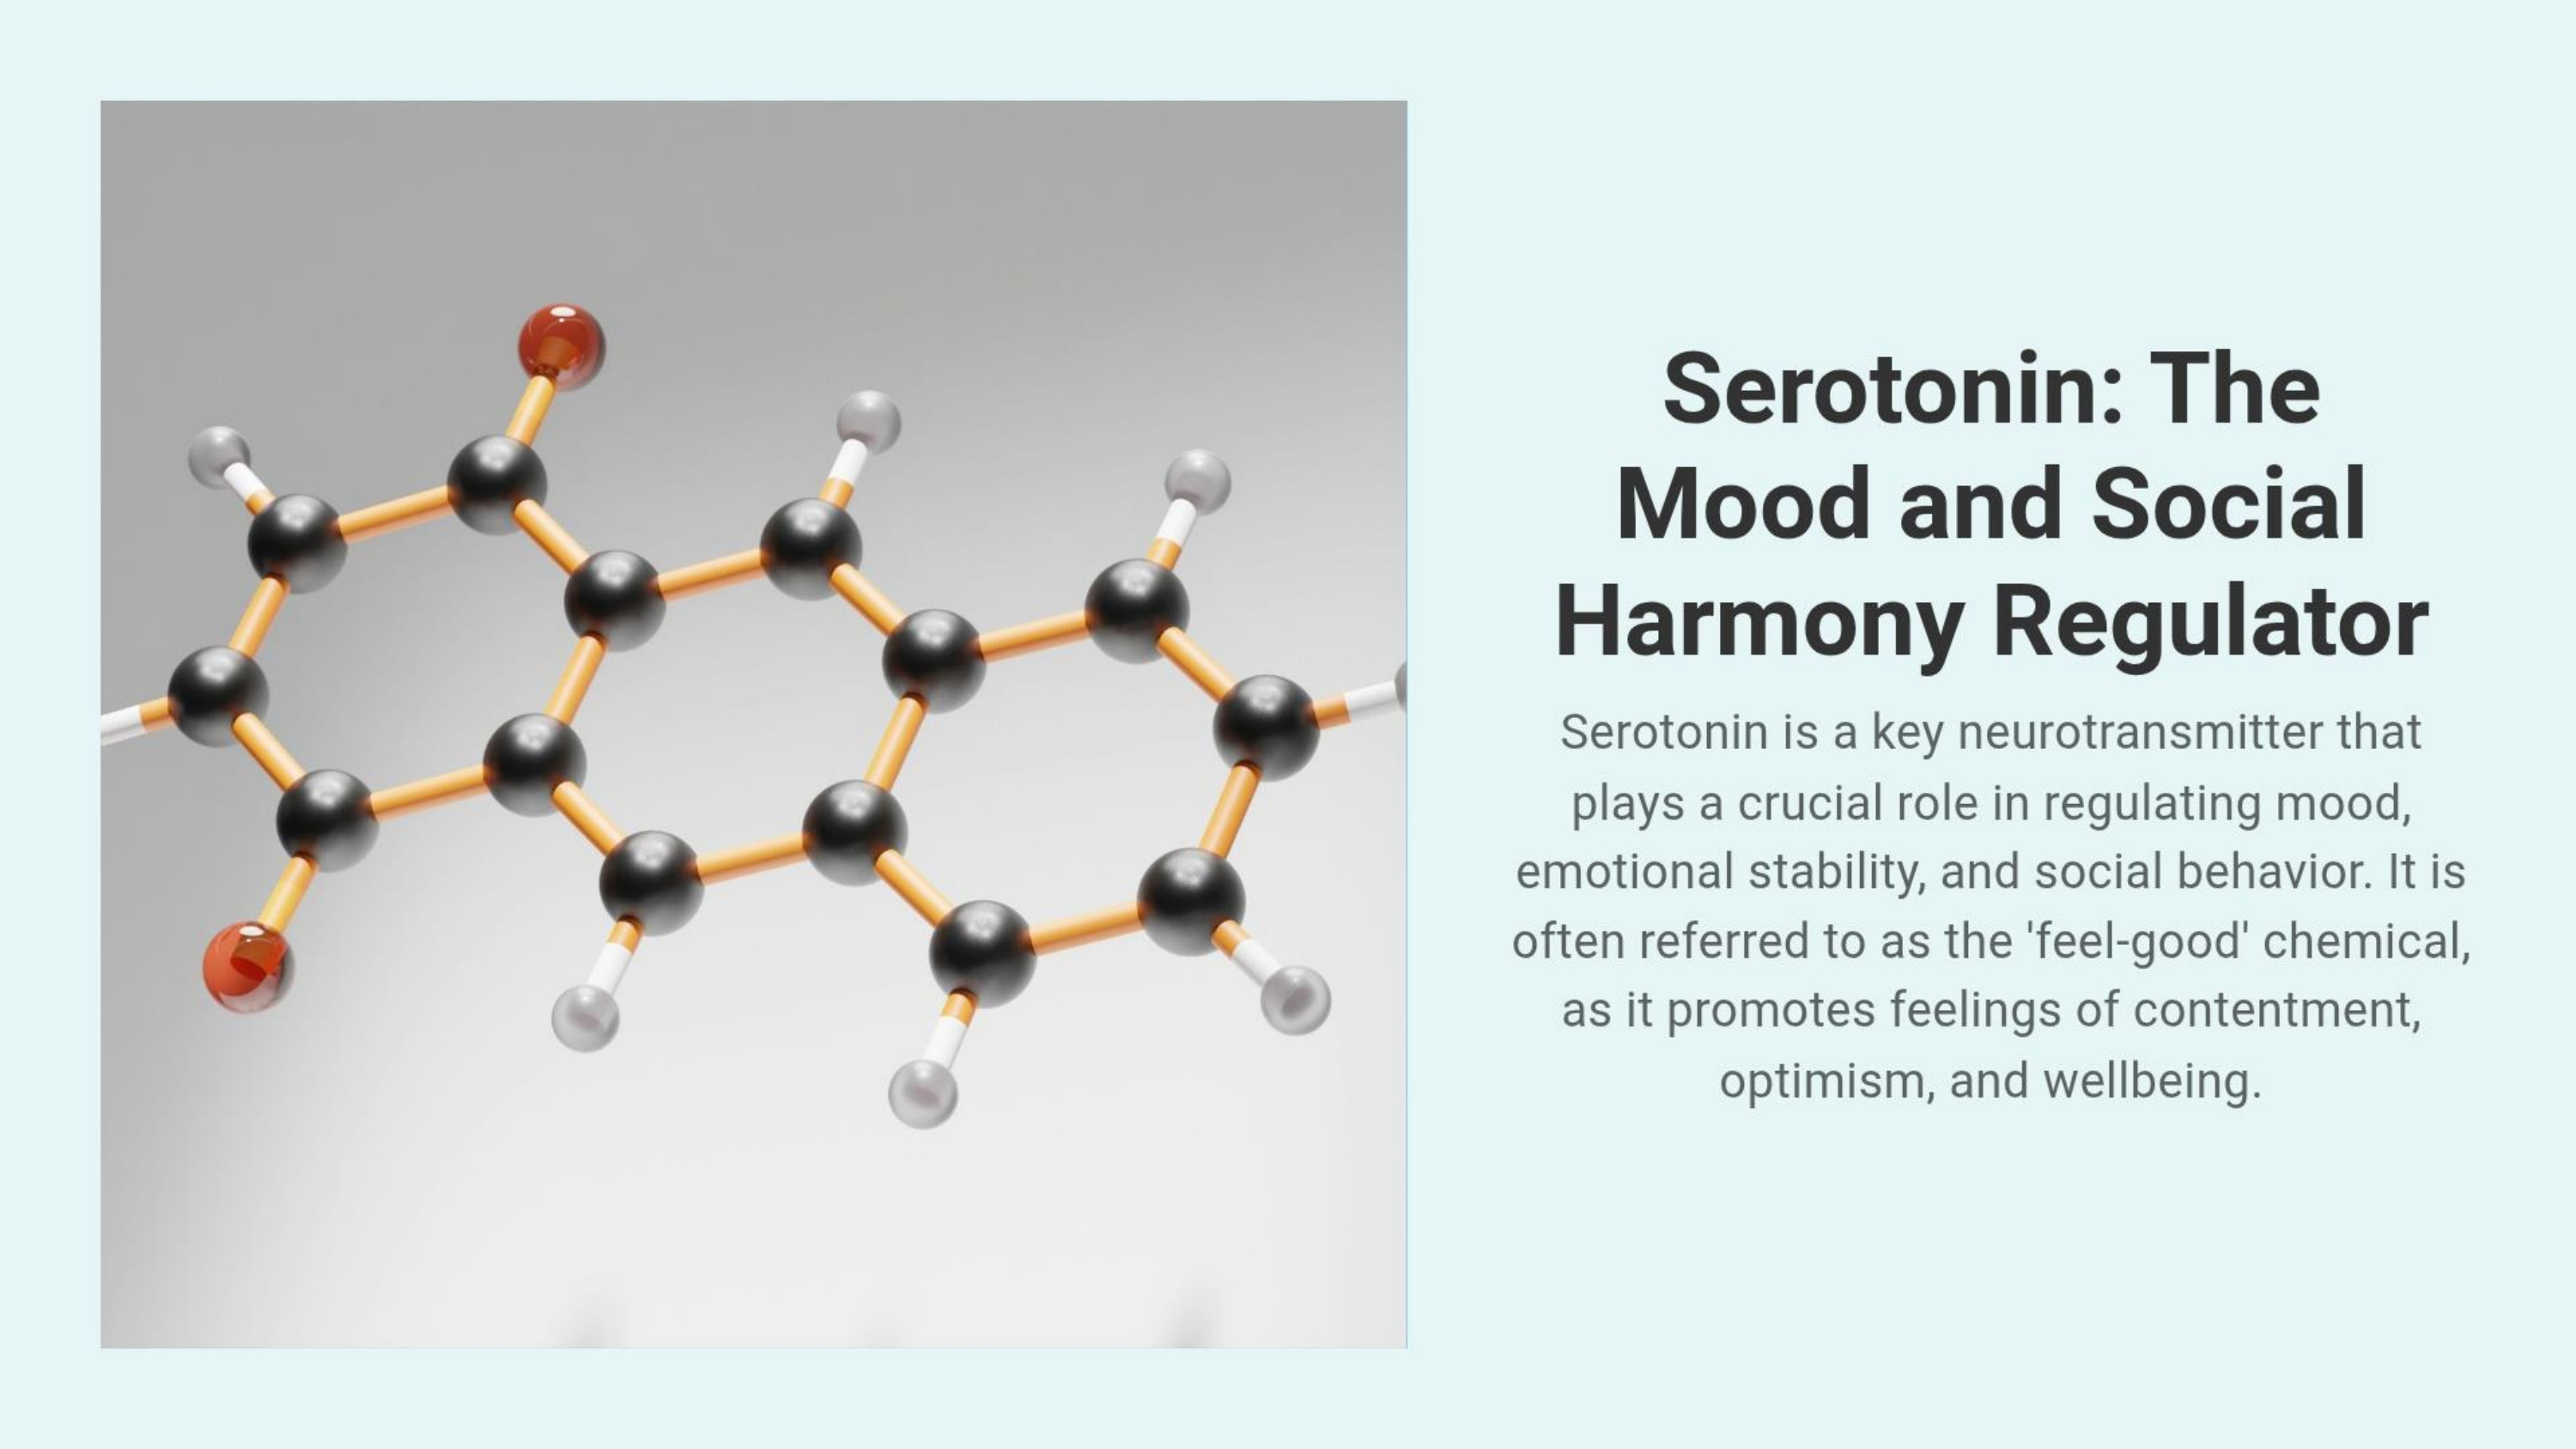 Serotonin: The
Mood and Social
Harmony Regulator
Serotonin is a key neurotransmitter that
plays a crucial role in regulating mood,
emotional stability, and social behavior. It is
often referred to as the 'feel-good' chemical,
as it promotes feelings of contentment,
optimism, and wellbeing.